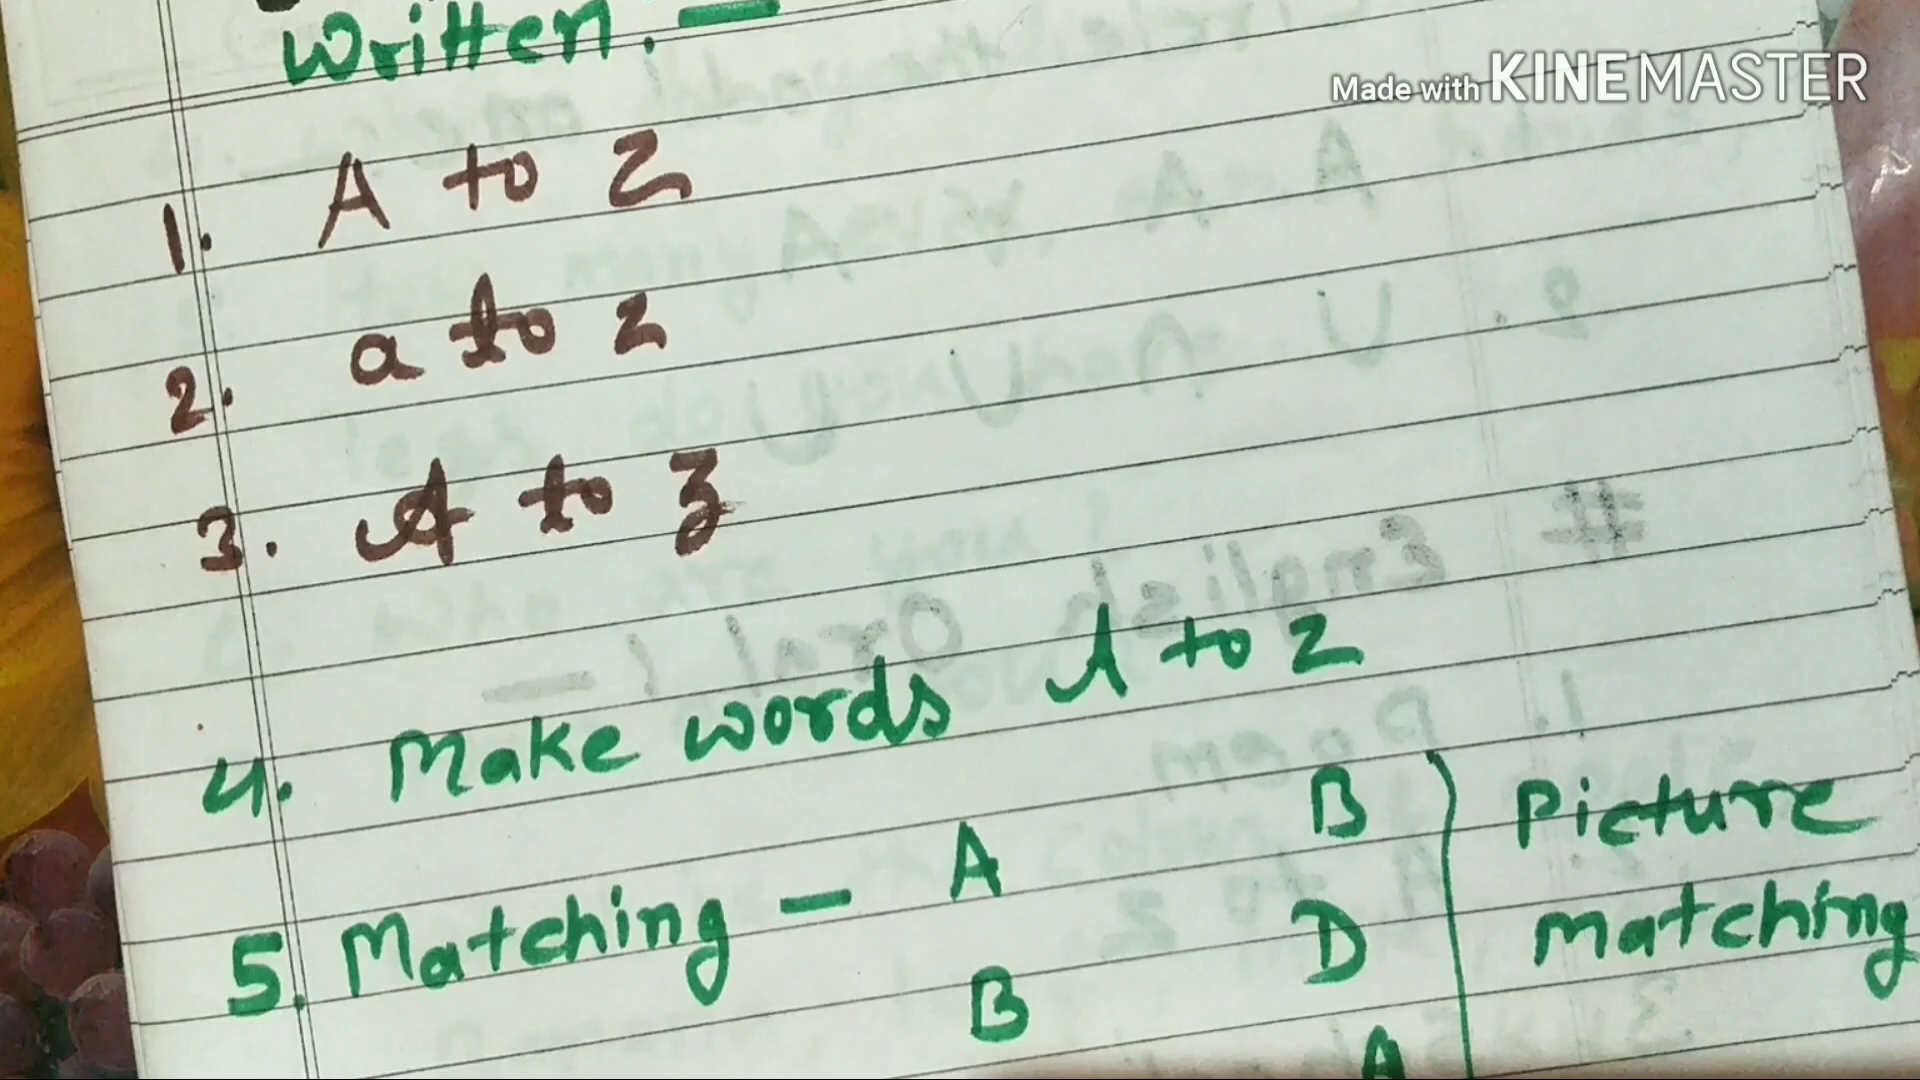 Written. —
Made with KINEMASTER
1. A to Z
2. a to z
3. A to Z
4. Make words A to Z
5. Matching — A B Picture
B D Matching
A